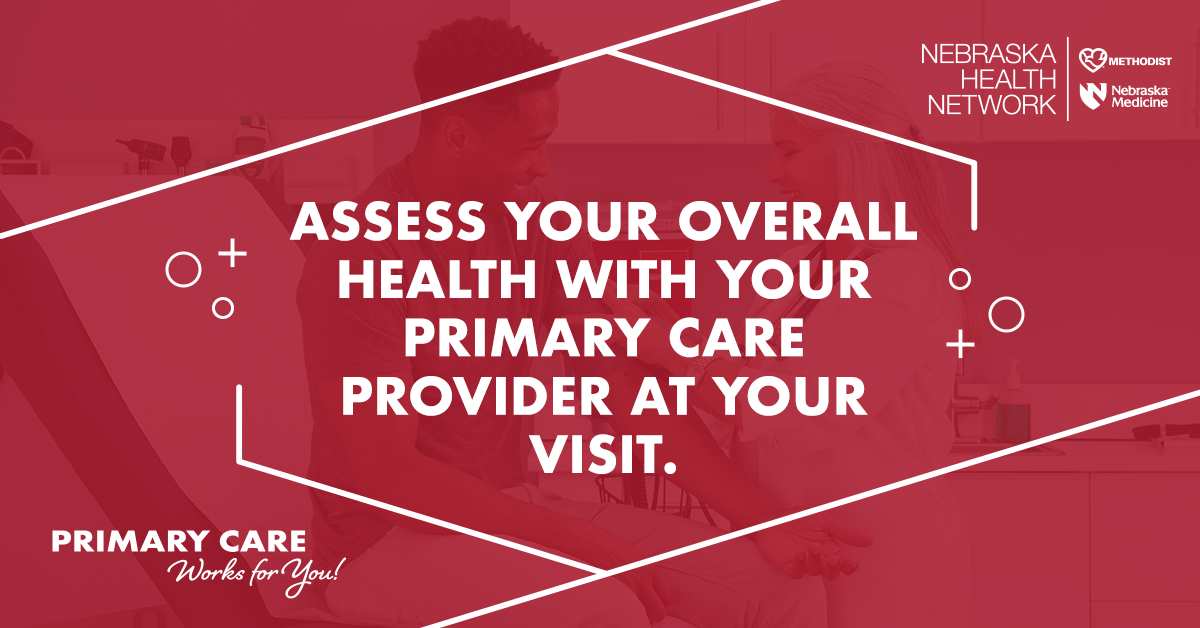 NEBRASKA
HEALTH
NETWORK
METHODIST
Nebraska
Medicine
ASSESS YOUR OVERALL
HEALTH WITH YOUR
PRIMARY CARE
PROVIDER AT YOUR
VISIT.
PRIMARY CARE
Works for You!